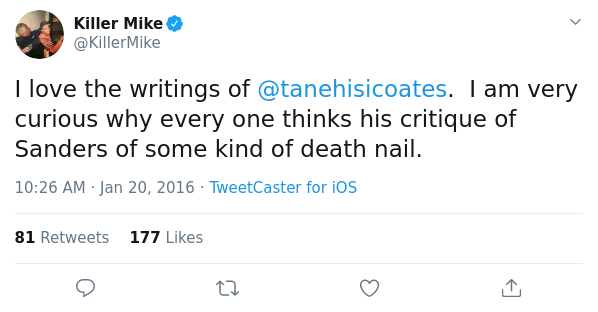 Killer Mike
@KillerMike
I love the writings of @tanehisicoates.  I am very
curious why every one thinks his critique of
Sanders of some kind of death nail.
10:26 AM · Jan 20, 2016 · TweetCaster for iOS
81 Retweets 177 Likes